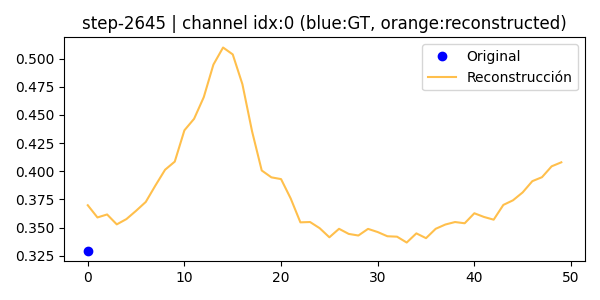 step-2645 | channel idx:0 (blue:GT, orange:reconstructed)
Original
Reconstrucción
0.500
0.475
0.450
0.425
0.400
0.375
0.350
0.325
0 10 20 30 40 50